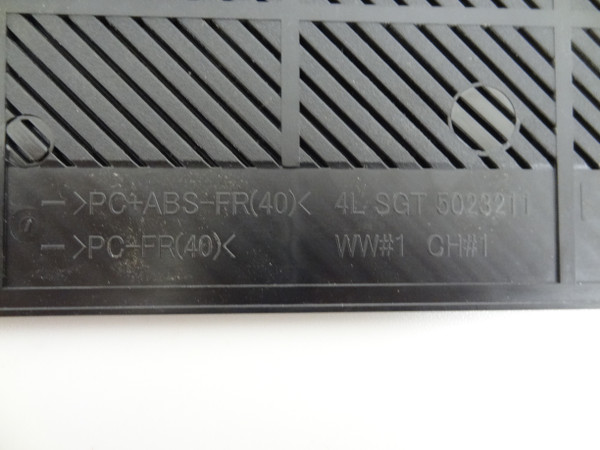 — >PC+ABS-FR(40)< 4L SGT 5023211
— >PC-FR(40)< WW#1 CH#1